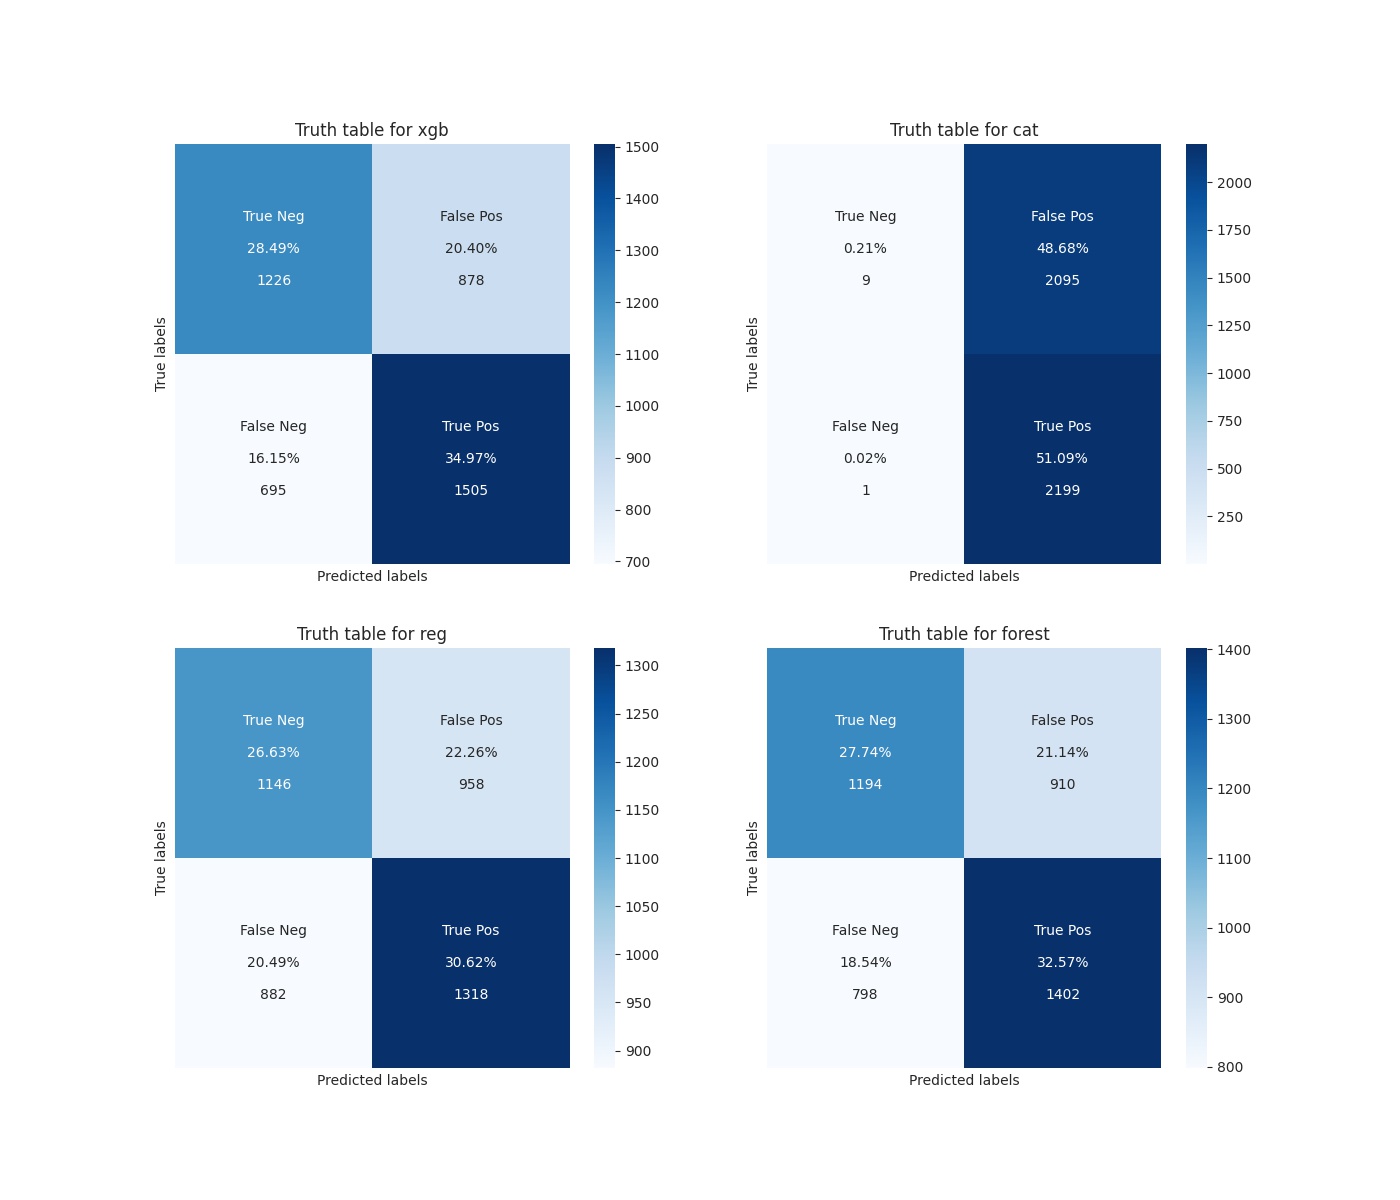 Truth table for xgb
True Neg
28.49%
1226
False Pos
20.40%
878
False Neg
16.15%
695
True Pos
34.97%
1505
True labels
Predicted labels
1500
1400
1300
1200
1100
1000
900
800
700
Truth table for cat
True Neg
0.21%
9
False Pos
48.68%
2095
False Neg
0.02%
1
True Pos
51.09%
2199
True labels
Predicted labels
2000
1750
1500
1250
1000
750
500
250
Truth table for reg
True Neg
26.63%
1146
False Pos
22.26%
958
False Neg
20.49%
882
True Pos
30.62%
1318
True labels
Predicted labels
1300
1250
1200
1150
1100
1050
1000
950
900
Truth table for forest
True Neg
27.74%
1194
False Pos
21.14%
910
False Neg
18.54%
798
True Pos
32.57%
1402
True labels
Predicted labels
1400
1300
1200
1100
1000
900
800